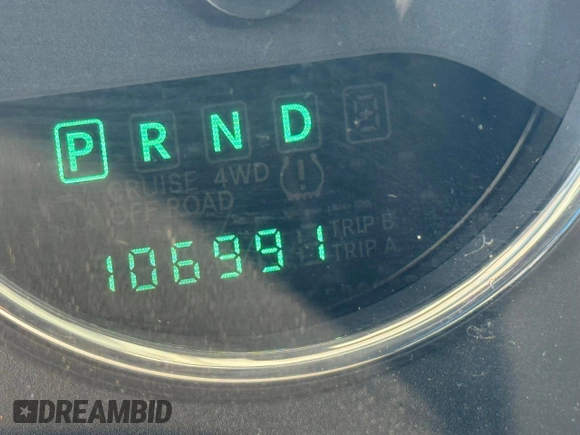 P R N D
CRUISE 4WD
OFF ROAD
TRIP B
TRIP A
106991
DREAMBID